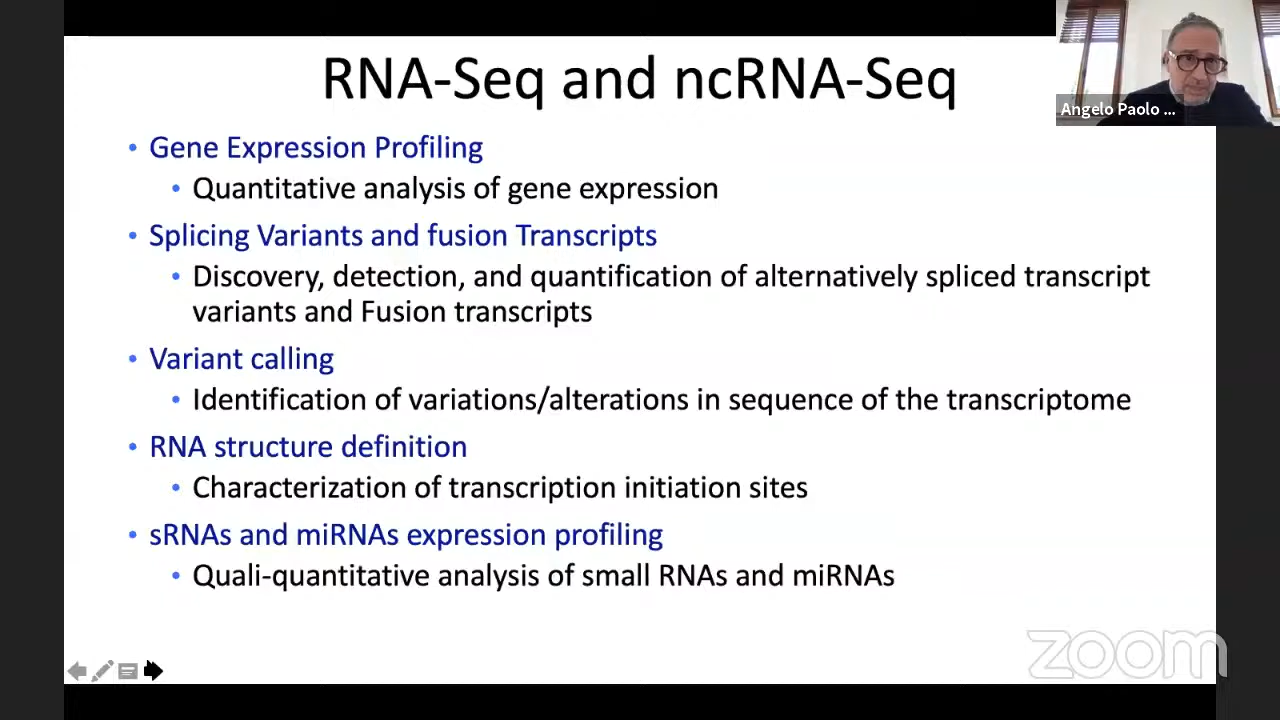 RNA-Seq and ncRNA-Seq
Angelo Paolo ...
• Gene Expression Profiling
• Quantitative analysis of gene expression
• Splicing Variants and fusion Transcripts
• Discovery, detection, and quantification of alternatively spliced transcript
variants and Fusion transcripts
• Variant calling
• Identification of variations/alterations in sequence of the transcriptome
• RNA structure definition
• Characterization of transcription initiation sites
• sRNAs and miRNAs expression profiling
• Quali-quantitative analysis of small RNAs and miRNAs
zoom